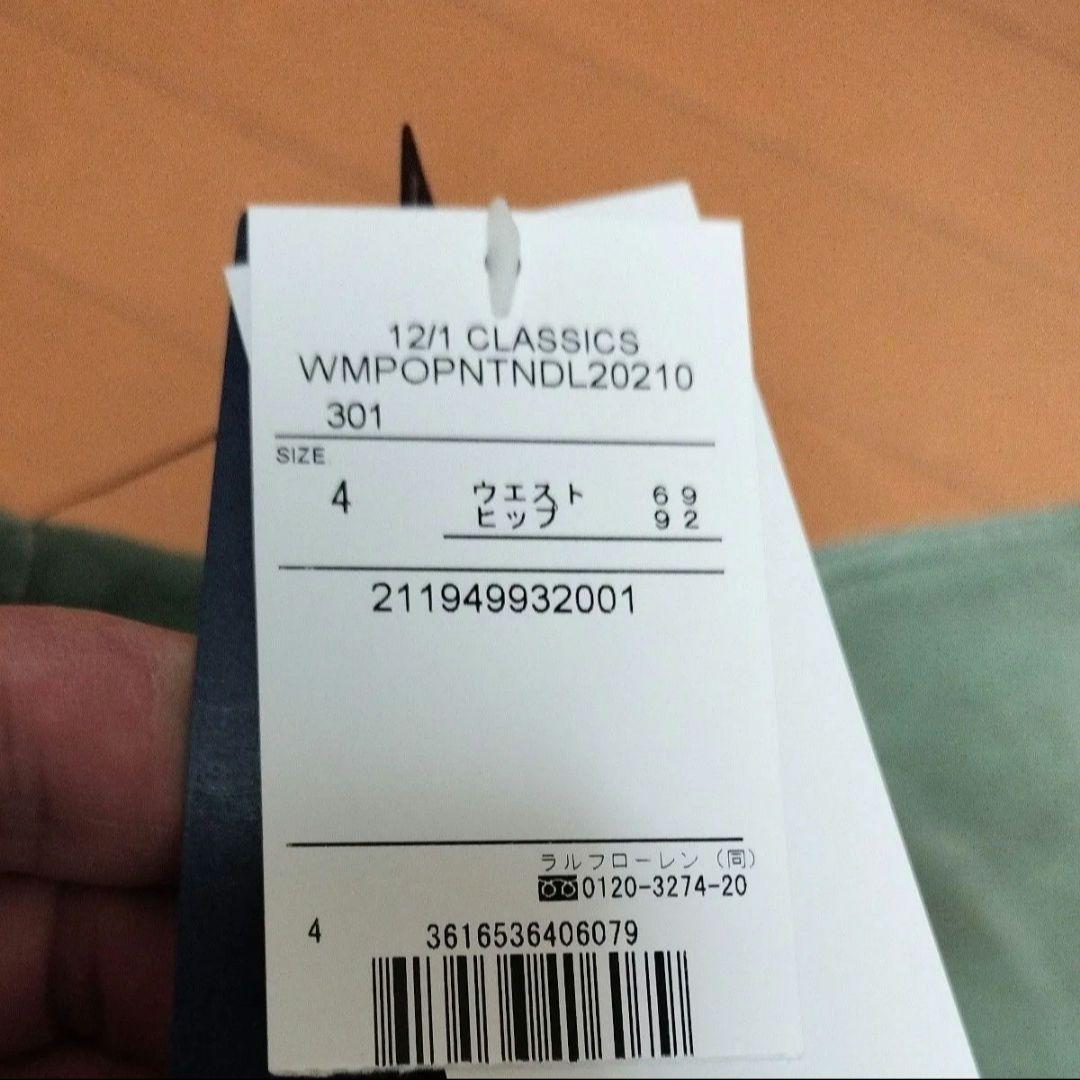 12/1 CLASSICS
WMPOPNTNDL20210
301
SIZE
4
ウエスト 69
ヒップ 92
211949932001
ラルフローレン（同）
0120-3274-20
4
3616536406079